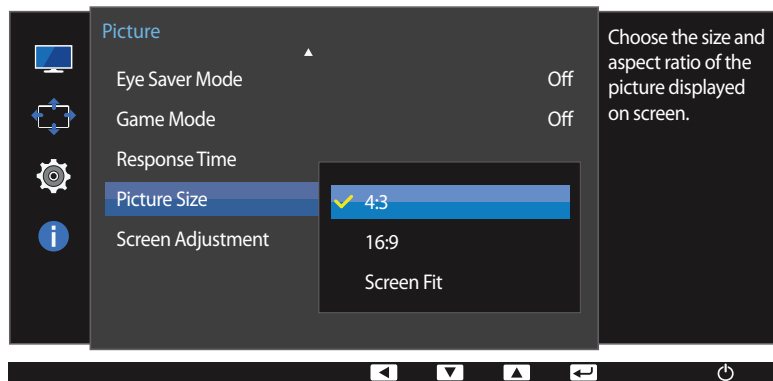 Picture
Eye Saver Mode Off
Game Mode Off
Response Time
Picture Size
4:3
Screen Adjustment
16:9
Screen Fit
Choose the size and
aspect ratio of the
picture displayed
on screen.